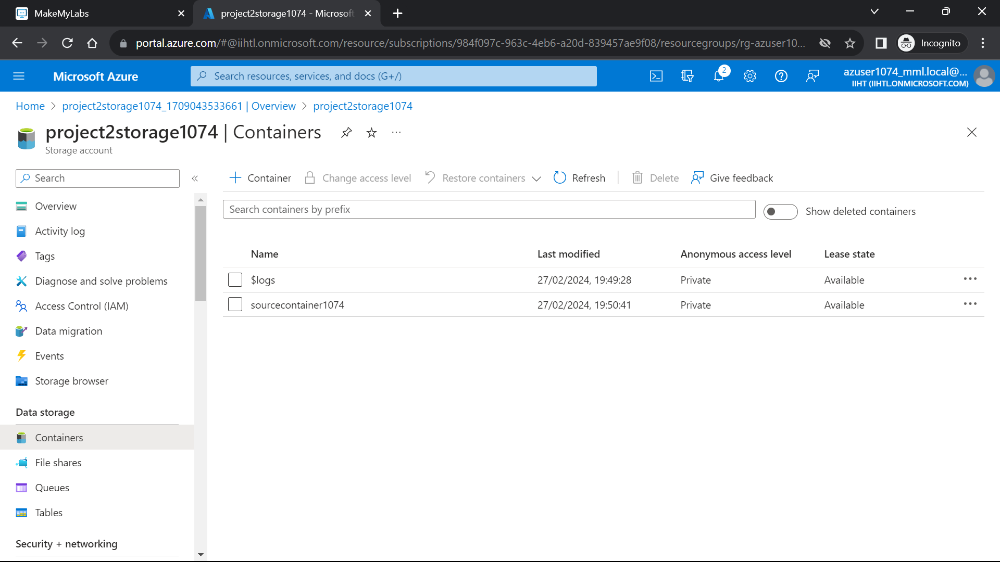 MakeMyLabs
project2storage1074 - Microsoft
portal.azure.com/#@iihtl.onmicrosoft.com/resource/subscriptions/984f097c-963c-4eb6-a20d-839457ae9f08/resourcegroups/rg-azuser10...
Incognito
Microsoft Azure
Search resources, services, and docs (G+/)
2
azuser1074_mml.local@...
IIHT (IIHTL.ONMICROSOFT.COM)
Home > project2storage1074_1709043533661 | Overview > project2storage1074
project2storage1074 | Containers
Storage account
Search
Container
Change access level
Restore containers
Refresh
Delete
Give feedback
Search containers by prefix
Show deleted containers
Overview
Activity log
Tags
Diagnose and solve problems
Access Control (IAM)
Data migration
Events
Storage browser
Data storage
Containers
File shares
Queues
Tables
Security + networking
Name Last modified Anonymous access level Lease state
$logs 27/02/2024, 19:49:28 Private Available
sourcecontainer1074 27/02/2024, 19:50:41 Private Available